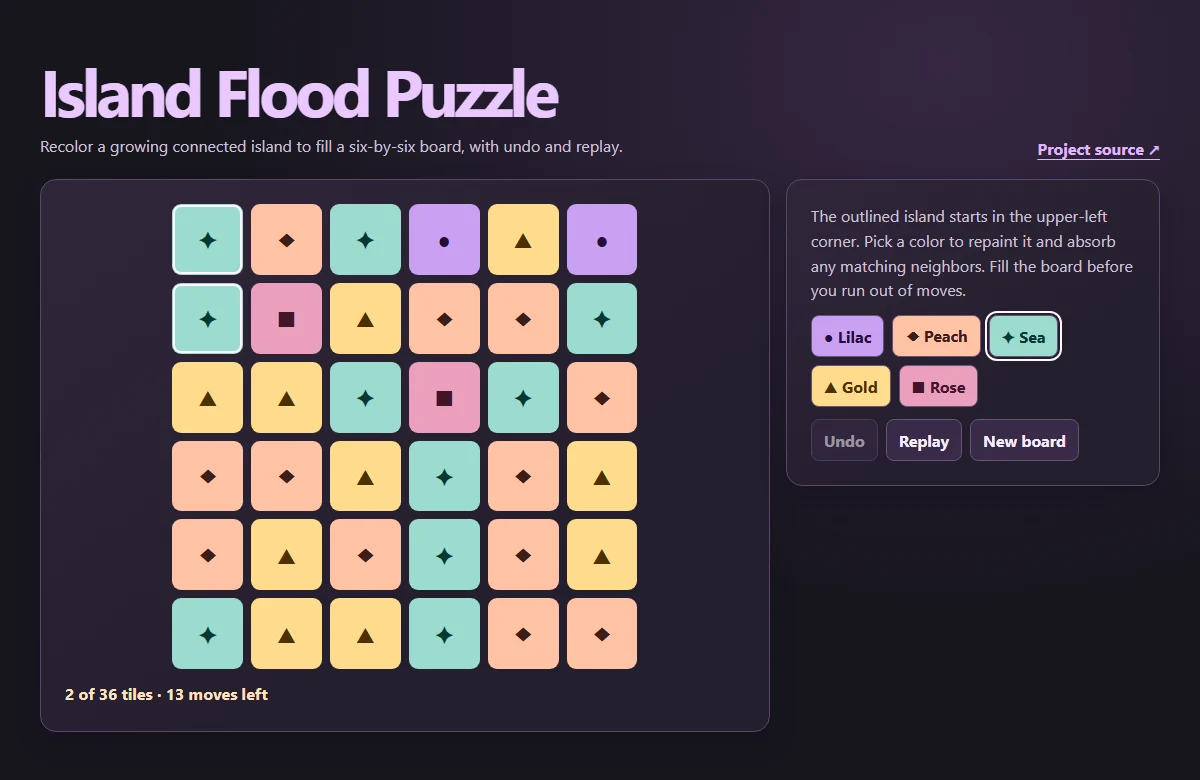 Island Flood Puzzle
Recolor a growing connected island to fill a six-by-six board, with undo and replay.
Project source ↗
The outlined island starts in the upper-left
corner. Pick a color to repaint it and absorb
any matching neighbors. Fill the board before
you run out of moves.
● Lilac ◆ Peach ✦ Sea
▲ Gold ■ Rose
Undo Replay New board
2 of 36 tiles · 13 moves left